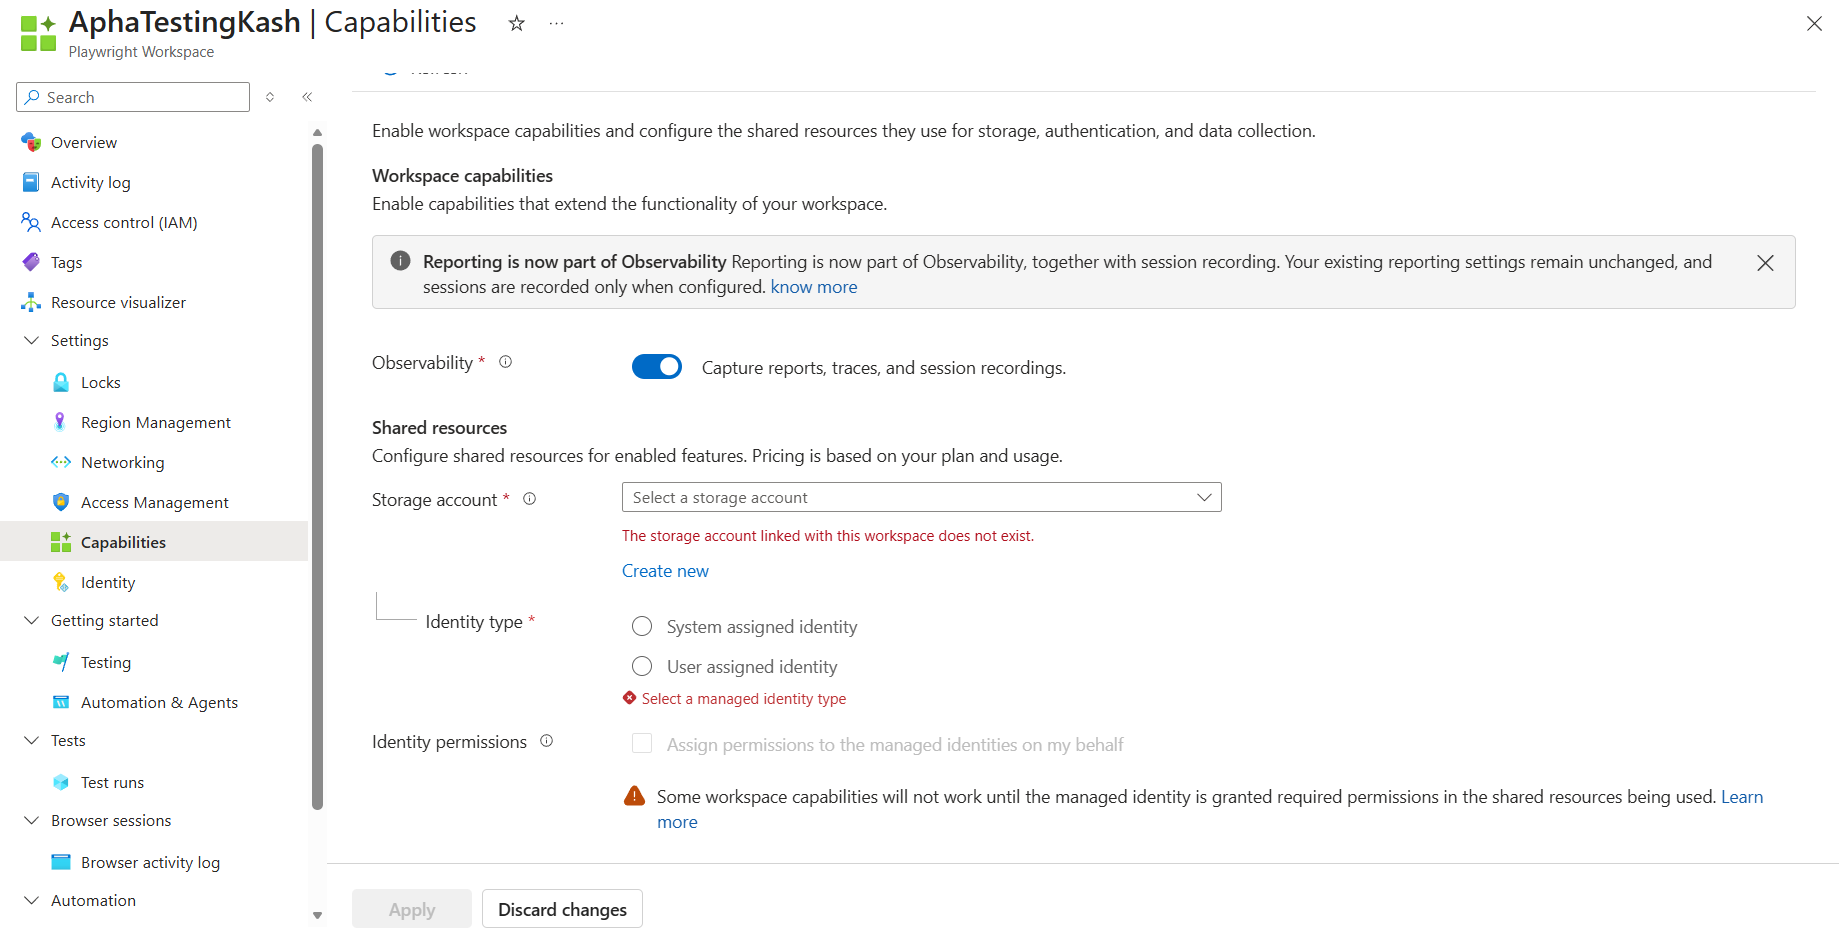 AphaTestingKash | Capabilities
Playwright Workspace
Search
Overview
Activity log
Access control (IAM)
Tags
Resource visualizer
Settings
Locks
Region Management
Networking
Access Management
Capabilities
Identity
Getting started
Testing
Automation & Agents
Tests
Test runs
Browser sessions
Browser activity log
Automation
Enable workspace capabilities and configure the shared resources they use for storage, authentication, and data collection.
Workspace capabilities
Enable capabilities that extend the functionality of your workspace.
Reporting is now part of Observability Reporting is now part of Observability, together with session recording. Your existing reporting settings remain unchanged, and
sessions are recorded only when configured. know more
Observability *
Capture reports, traces, and session recordings.
Shared resources
Configure shared resources for enabled features. Pricing is based on your plan and usage.
Storage account *
Select a storage account
The storage account linked with this workspace does not exist.
Create new
Identity type *
System assigned identity
User assigned identity
Select a managed identity type
Identity permissions
Assign permissions to the managed identities on my behalf
Some workspace capabilities will not work until the managed identity is granted required permissions in the shared resources being used. Learn
more
Apply
Discard changes